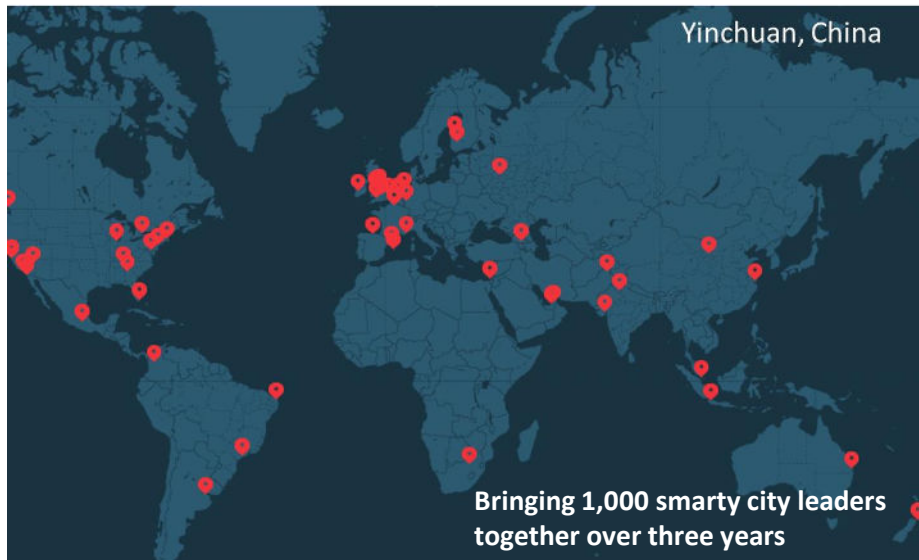 Yinchuan, China
Bringing 1,000 smarty city leaders
together over three years